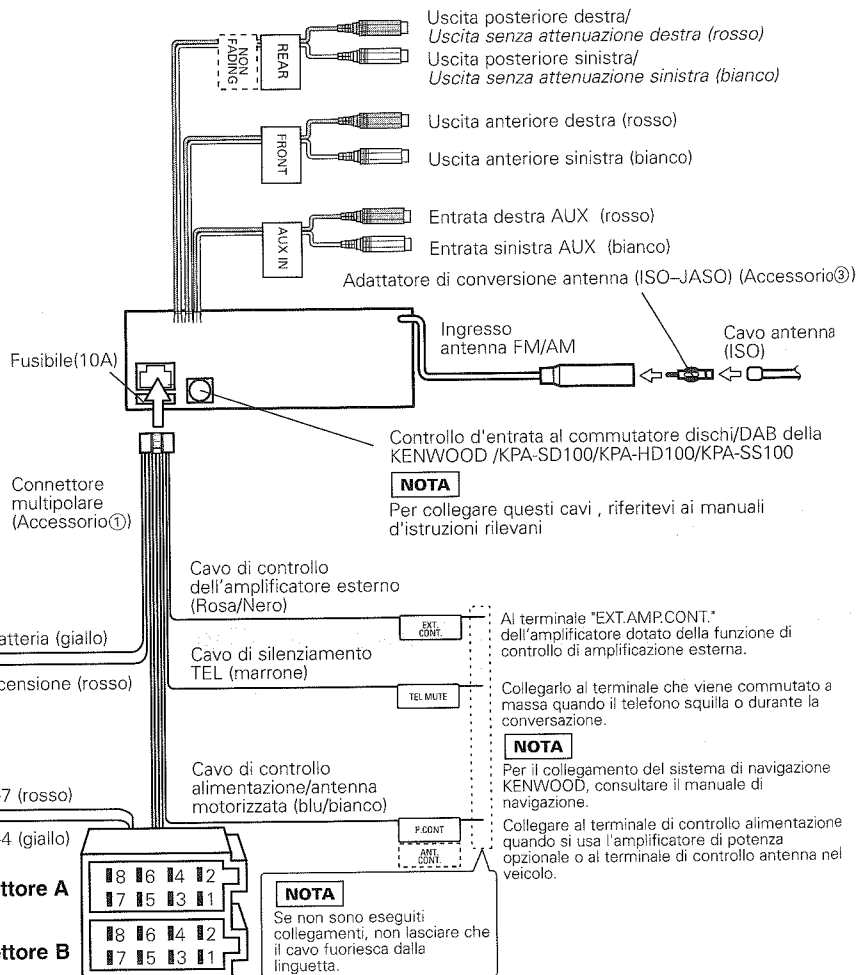 Uscita posteriore destra/
Uscita senza attenuazione destra (rosso)
Uscita posteriore sinistra/
Uscita senza attenuazione sinistra (bianco)
NON
FADING
REAR
Uscita anteriore destra (rosso)
FRONT
Uscita anteriore sinistra (bianco)
Entrata destra AUX (rosso)
AUX IN
Entrata sinistra AUX (bianco)
Adattatore di conversione antenna (ISO–JASO) (Accessorio③)
Ingresso
antenna FM/AM
Cavo antenna
(ISO)
Fusibile(10A)
Controllo d'entrata al commutatore dischi/DAB della
KENWOOD /KPA-SD100/KPA-HD100/KPA-SS100
NOTA
Per collegare questi cavi , riferitevi ai manuali
d'istruzioni rilevani
Connettore
multipolare
(Accessorio①)
Cavo di controllo
dell'amplificatore esterno
(Rosa/Nero)
EXT.
CONT.
Al terminale "EXT.AMP.CONT."
dell'amplificatore dotato della funzione di
controllo di amplificazione esterna.
atteria (giallo)
censione (rosso)
Cavo di silenziamento
TEL (marrone)
TEL MUTE
Collegarlo al terminale che viene commutato a
massa quando il telefono squilla o durante la
conversazione.
NOTA
Per il collegamento del sistema di navigazione
KENWOOD, consultare il manuale di
navigazione.
Cavo di controllo
alimentazione/antenna
motorizzata (blu/bianco)
P.CONT
ANT.
CONT.
Collegare al terminale di controllo alimentazione
quando si usa l'amplificatore di potenza
opzionale o al terminale di controllo antenna nel
veicolo.
-7 (rosso)
-4 (giallo)
ttore A
8 6 4 2
7 5 3 1
ettore B
8 6 4 2
7 5 3 1
NOTA
Se non sono eseguiti
collegamenti, non lasciare che
il cavo fuoriesca dalla
linguetta.